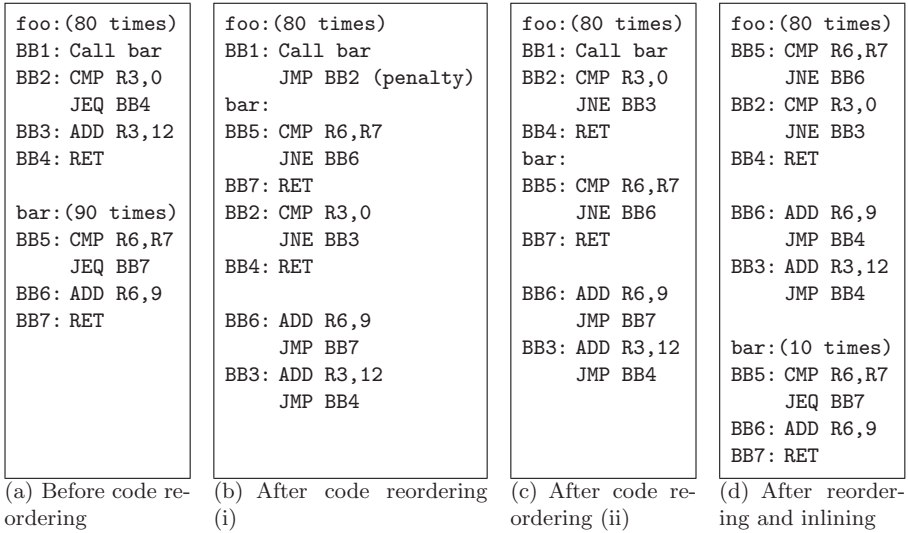 foo:(80 times)
BB1: Call bar
BB2: CMP R3,0
JEQ BB4
BB3: ADD R3,12
BB4: RET
bar:(90 times)
BB5: CMP R6,R7
JEQ BB7
BB6: ADD R6,9
BB7: RET
(a) Before code re-
ordering
foo:(80 times)
BB1: Call bar
JMP BB2 (penalty)
bar:
BB5: CMP R6,R7
JNE BB6
BB7: RET
BB2: CMP R3,0
JNE BB3
BB4: RET
BB6: ADD R6,9
JMP BB7
BB3: ADD R3,12
JMP BB4
(b) After code reordering
(i)
foo:(80 times)
BB1: Call bar
BB2: CMP R3,0
JNE BB3
BB4: RET
bar:
BB5: CMP R6,R7
JNE BB6
BB7: RET
BB6: ADD R6,9
JMP BB7
BB3: ADD R3,12
JMP BB4
(c) After code re-
ordering (ii)
foo:(80 times)
BB5: CMP R6,R7
JNE BB6
BB2: CMP R3,0
JNE BB3
BB4: RET
BB6: ADD R6,9
JMP BB4
BB3: ADD R3,12
JMP BB4
bar:(10 times)
BB5: CMP R6,R7
JEQ BB7
BB6: ADD R6,9
BB7: RET
(d) After reorder-
ing and inlining